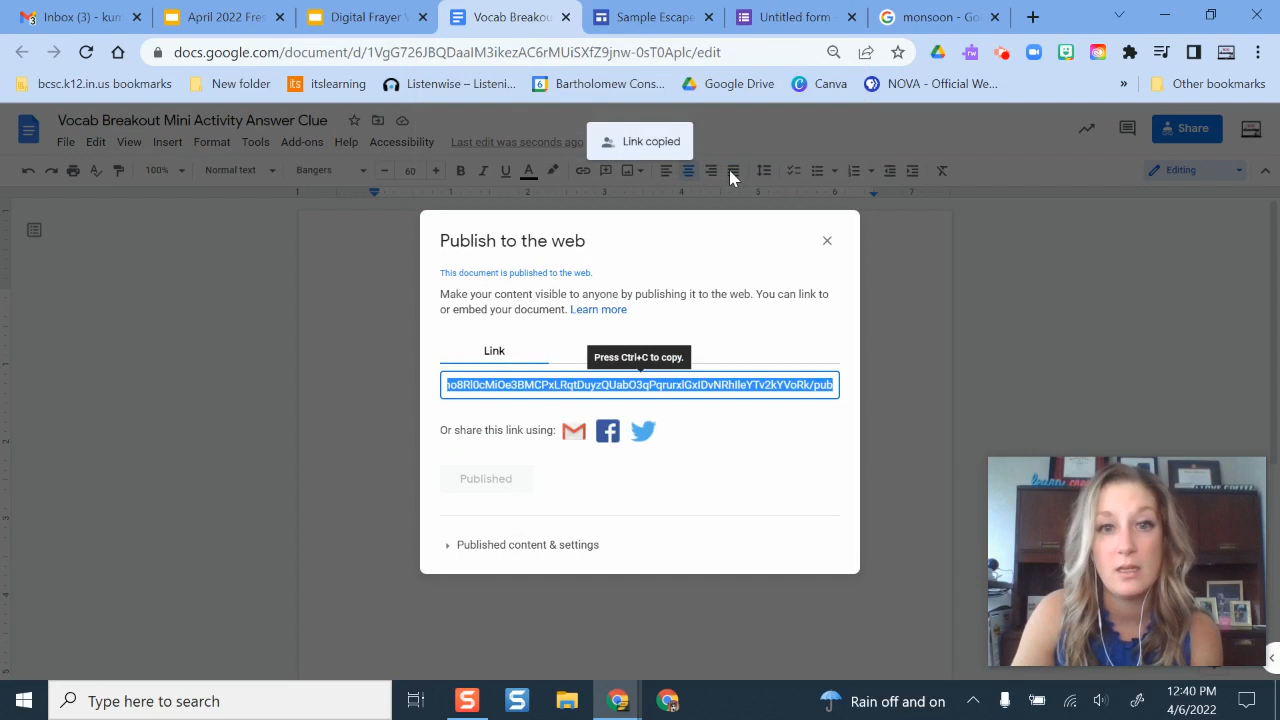 Inbox (3) - kun
April 2022 Fres
Digital Frayer V
Vocab Breakou
Sample Escape
Untitled form -
monsoon - Go
docs.google.com/document/d/1VgG726JBQDaaIM3ikezAC6rMUiSXfZ9jnw-0sT0Aplc/edit
bcsc.k12.in.us bookmarks
New folder
its
itslearning
Listenwise – Listeni...
Bartholomew Cons...
Google Drive
Canva
NOVA - Official We...
»
Other bookmarks
Vocab Breakout Mini Activity Answer Clue
Link copied
Share
File
Edit
View
Insert
Format
Tools
Extensions
Help
Accessibility
Last edit was seconds ago
100%
Normal text
Bangers
60
Editing
Publish to the web
This document is published to the web.
Make your content visible to anyone by publishing it to the web. You can link to
or embed your document. Learn more
Link
Press Ctrl+C to copy.
Or share this link using:
Published
Published content & settings
Type here to search
Rain off and on
12:40 PM
4/6/2022